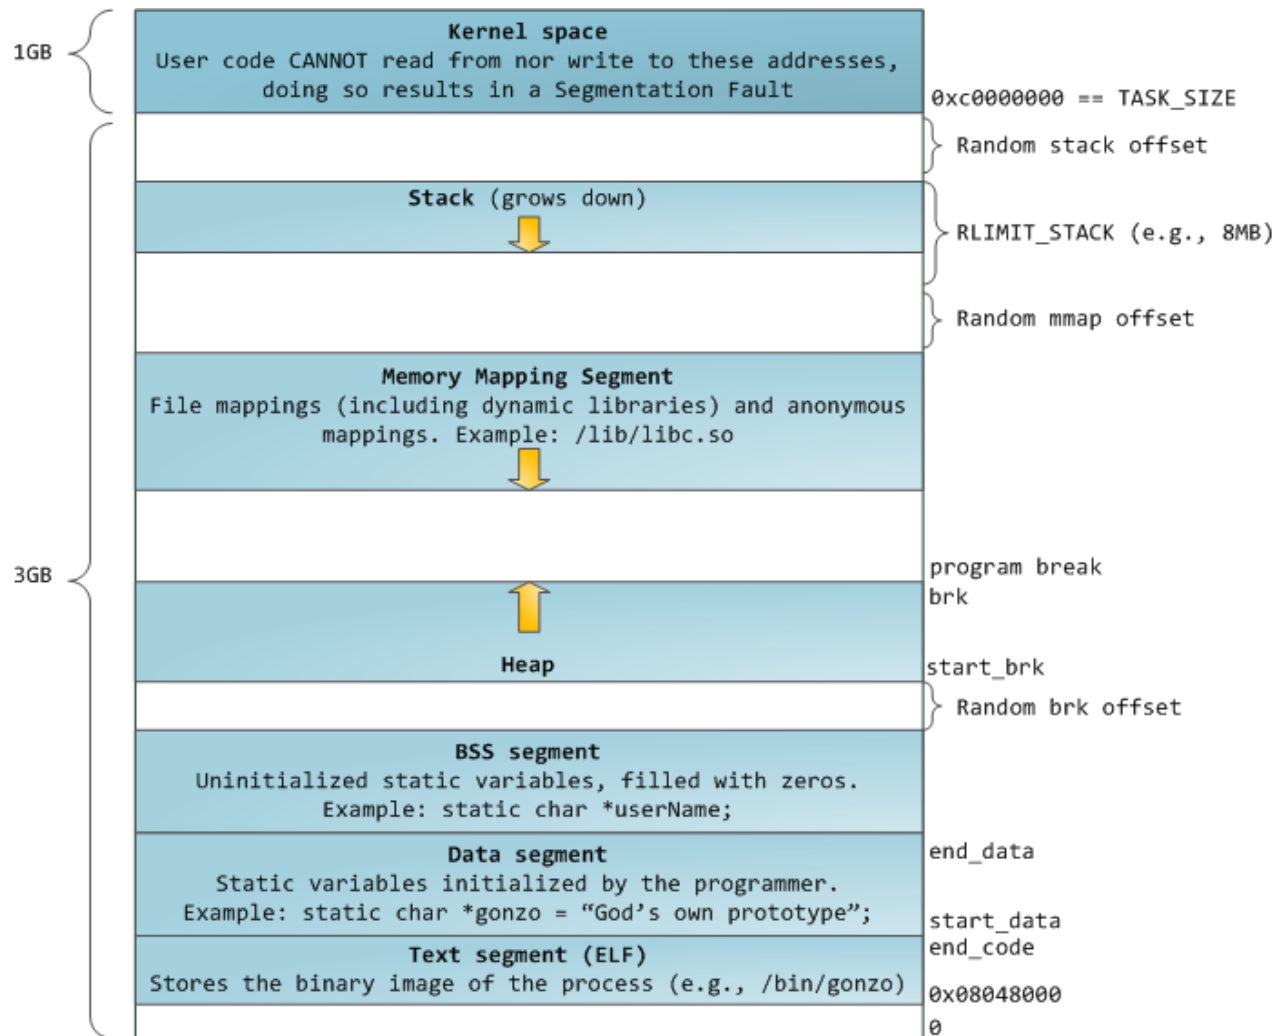 Kernel space
1GB
User code CANNOT read from nor write to these addresses,
doing so results in a Segmentation Fault
0xc0000000 == TASK_SIZE
Random stack offset
Stack (grows down)
RLIMIT_STACK (e.g., 8MB)
Random mmap offset
Memory Mapping Segment
File mappings (including dynamic libraries) and anonymous
mappings. Example: /lib/libc.so
3GB
program break
brk
Heap
start_brk
Random brk offset
BSS segment
Uninitialized static variables, filled with zeros.
Example: static char *userName;
Data segment
end_data
Static variables initialized by the programmer.
Example: static char *gonzo = “God’s own prototype”;
start_data
end_code
Text segment (ELF)
Stores the binary image of the process (e.g., /bin/gonzo)
0x08048000
0